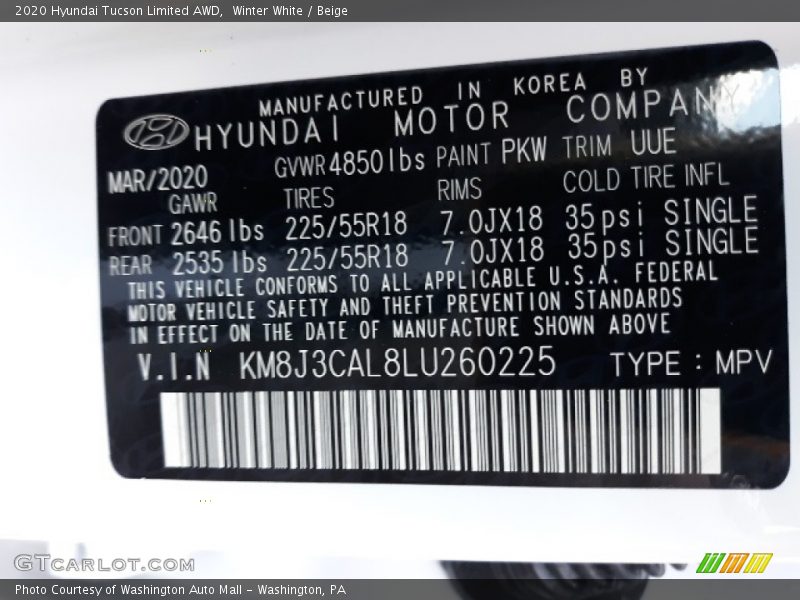 2020 Hyundai Tucson Limited AWD, Winter White / Beige
MANUFACTURED IN KOREA BY
HYUNDAI MOTOR COMPANY
MAR/2020 GVWR 4850 lbs PAINT PKW TRIM UUE
GAWR TIRES RIMS COLD TIRE INFL
FRONT 2646 lbs 225/55R18 7.0JX18 35 psi SINGLE
REAR 2535 lbs 225/55R18 7.0JX18 35 psi SINGLE
THIS VEHICLE CONFORMS TO ALL APPLICABLE U.S.A. FEDERAL
MOTOR VEHICLE SAFETY AND THEFT PREVENTION STANDARDS
IN EFFECT ON THE DATE OF MANUFACTURE SHOWN ABOVE
V.I.N KM8J3CAL8LU260225 TYPE : MPV
GTCARLOT.COM
Photo Courtesy of Washington Auto Mall - Washington, PA